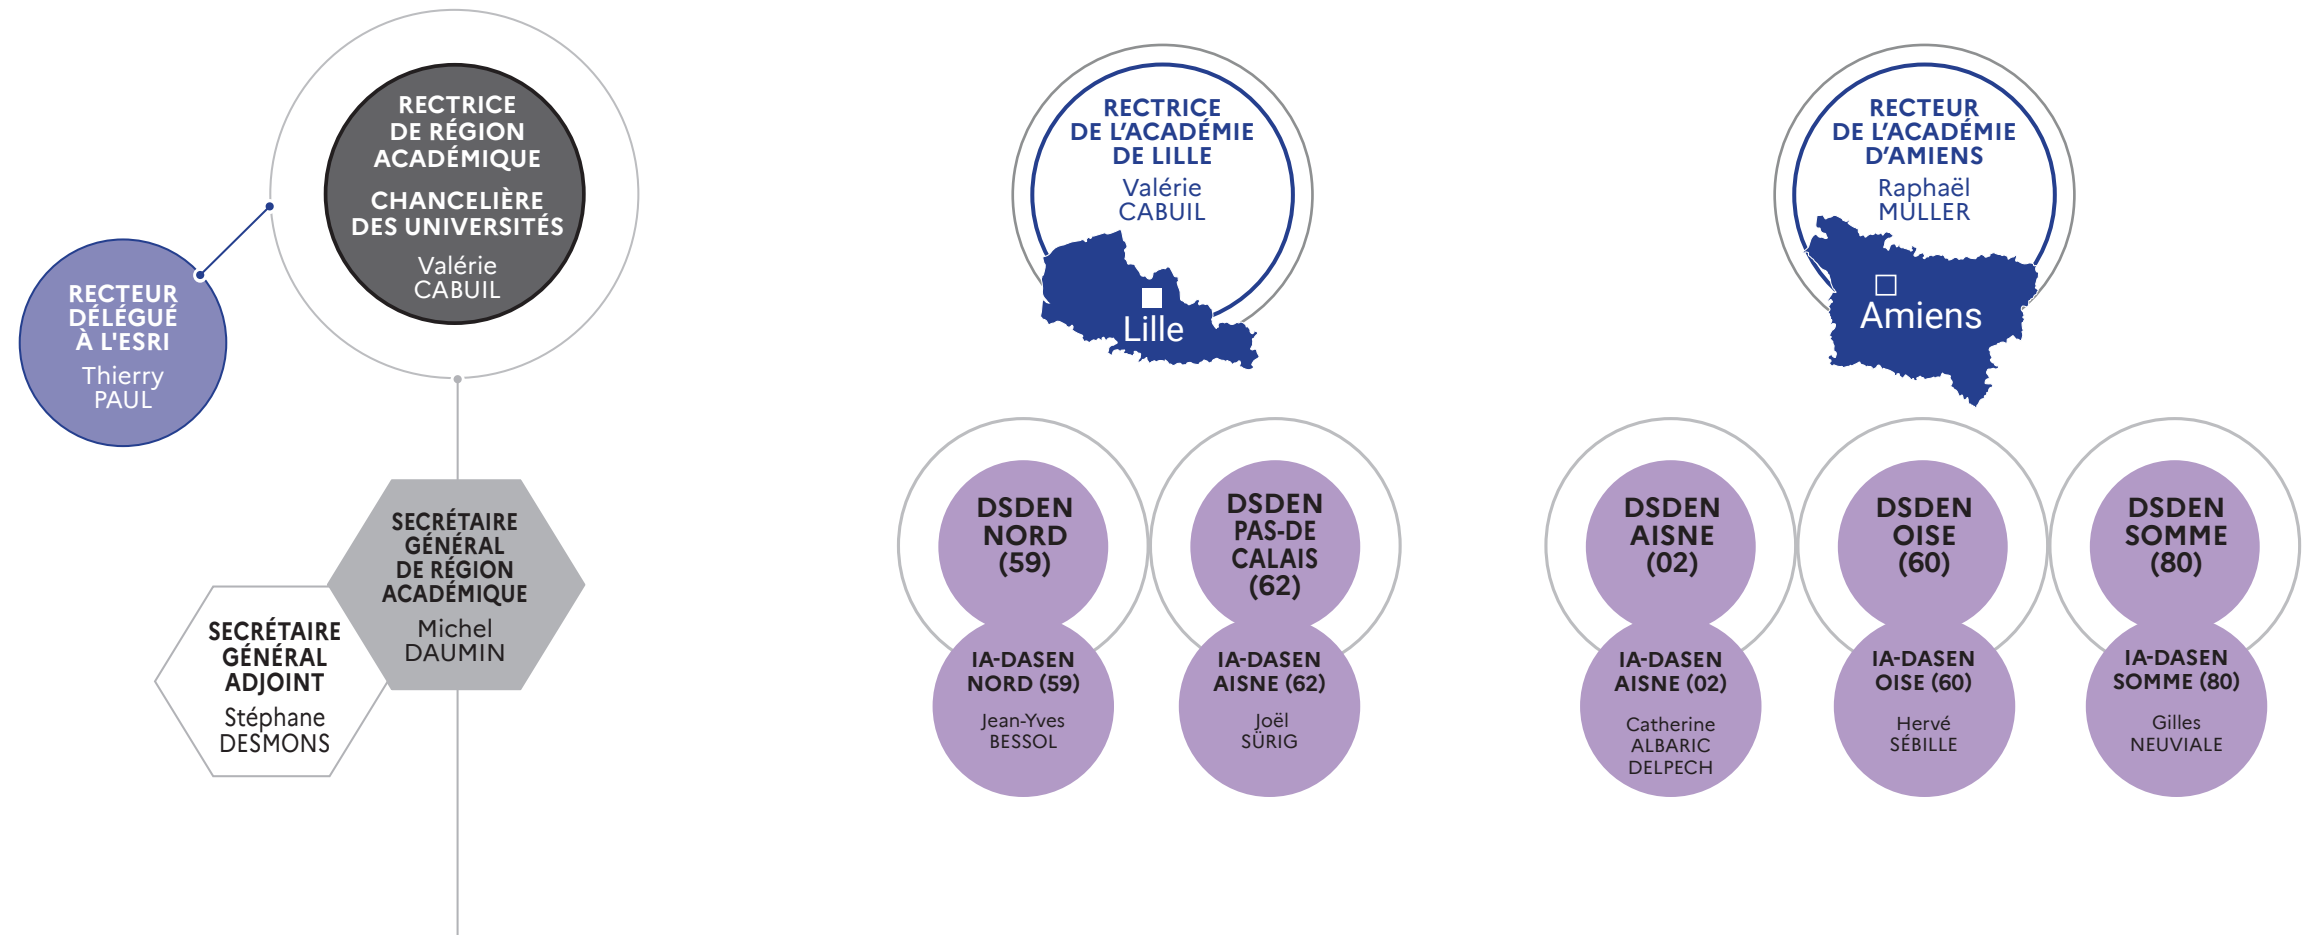 RECTRICE
DE RÉGION
ACADÉMIQUE
CHANCELIÈRE
DES UNIVERSITÉS
Valérie
CABUIL
RECTEUR
DÉLÉGUÉ
À L'ESRI
Thierry
PAUL
SECRÉTAIRE
GÉNÉRAL
DE RÉGION
ACADÉMIQUE
Michel
DAUMIN
SECRÉTAIRE
GÉNÉRAL
ADJOINT
Stéphane
DESMONS
RECTRICE
DE L’ACADÉMIE
DE LILLE
Valérie
CABUIL
Lille
DSDEN
NORD
(59)
IA-DASEN
NORD (59)
Jean-Yves
BESSOL
DSDEN
PAS-DE
CALAIS
(62)
IA-DASEN
AISNE (62)
Joël
SÜRIG
RECTEUR
DE L’ACADÉMIE
D’AMIENS
Raphaël
MULLER
Amiens
DSDEN
AISNE
(02)
IA-DASEN
AISNE (02)
Catherine
ALBARIC
DELPECH
DSDEN
OISE
(60)
IA-DASEN
OISE (60)
Hervé
SÉBILLE
DSDEN
SOMME
(80)
IA-DASEN
SOMME (80)
Gilles
NEUVIALE